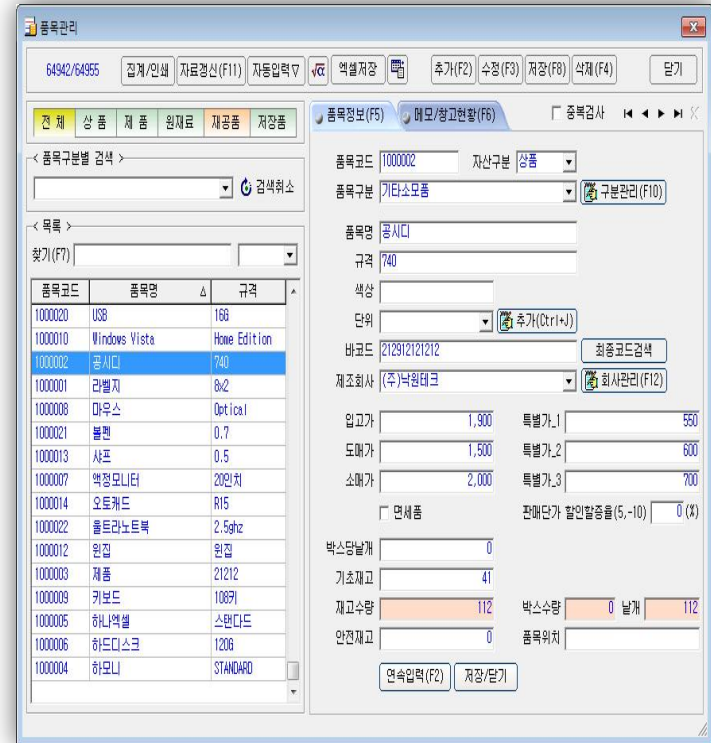 품목관리
64942/64955 집계/인쇄 자료갱신(F11) 자동입력▽ √α 엑셀저장 추가(F2) 수정(F3) 저장(F8) 삭제(F4) 닫기
전 체 상 품 제 품 원재료 재공품 저장품
< 품목구분별 검색 >
검색취소
< 목록 >
찾기(F7)
품목코드 품목명 △ 규격
1000020 USB 16G
1000010 Windows Vista Home Edition
1000002 공시디 740
1000001 라벨지 8x2
1000008 마우스 Optical
1000021 볼펜 0.7
1000013 샤프 0.5
1000007 액정모니터 20인치
1000014 오토캐드 R15
1000022 울트라노트북 2.5ghz
1000012 윈집 윈집
1000003 제품 21212
1000009 키보드 108키
1000005 하나엑셀 스탠다드
1000006 하드디스크 120G
1000004 하모니 STANDARD
품목정보(F5) 메모/창고현황(F6) 중복검사
품목코드 1000002 자산구분 상품
품목구분 기타소모품 구분관리(F10)
품목명 공시디
규격 740
색상
단위 추가(Ctrl+J)
바코드 212912121212 최종코드검색
제조회사 (주)낙원테크 회사관리(F12)
입고가 1,900 특별가_1 550
도매가 1,500 특별가_2 600
소매가 2,000 특별가_3 700
면세품 판매단가 할인할증율(5,-10) 0 (%)
박스당낱개 0
기초재고 41
재고수량 112 박스수량 0 낱개 112
안전재고 0 품목위치
연속입력(F2) 저장/닫기